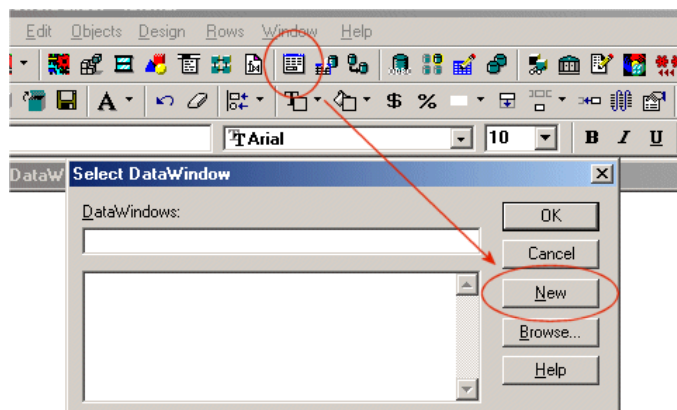 Edit Objects Design Rows Window Help
A $ %
Arial 10 B I U
DataW Select DataWindow
DataWindows:
OK
Cancel
New
Browse...
Help